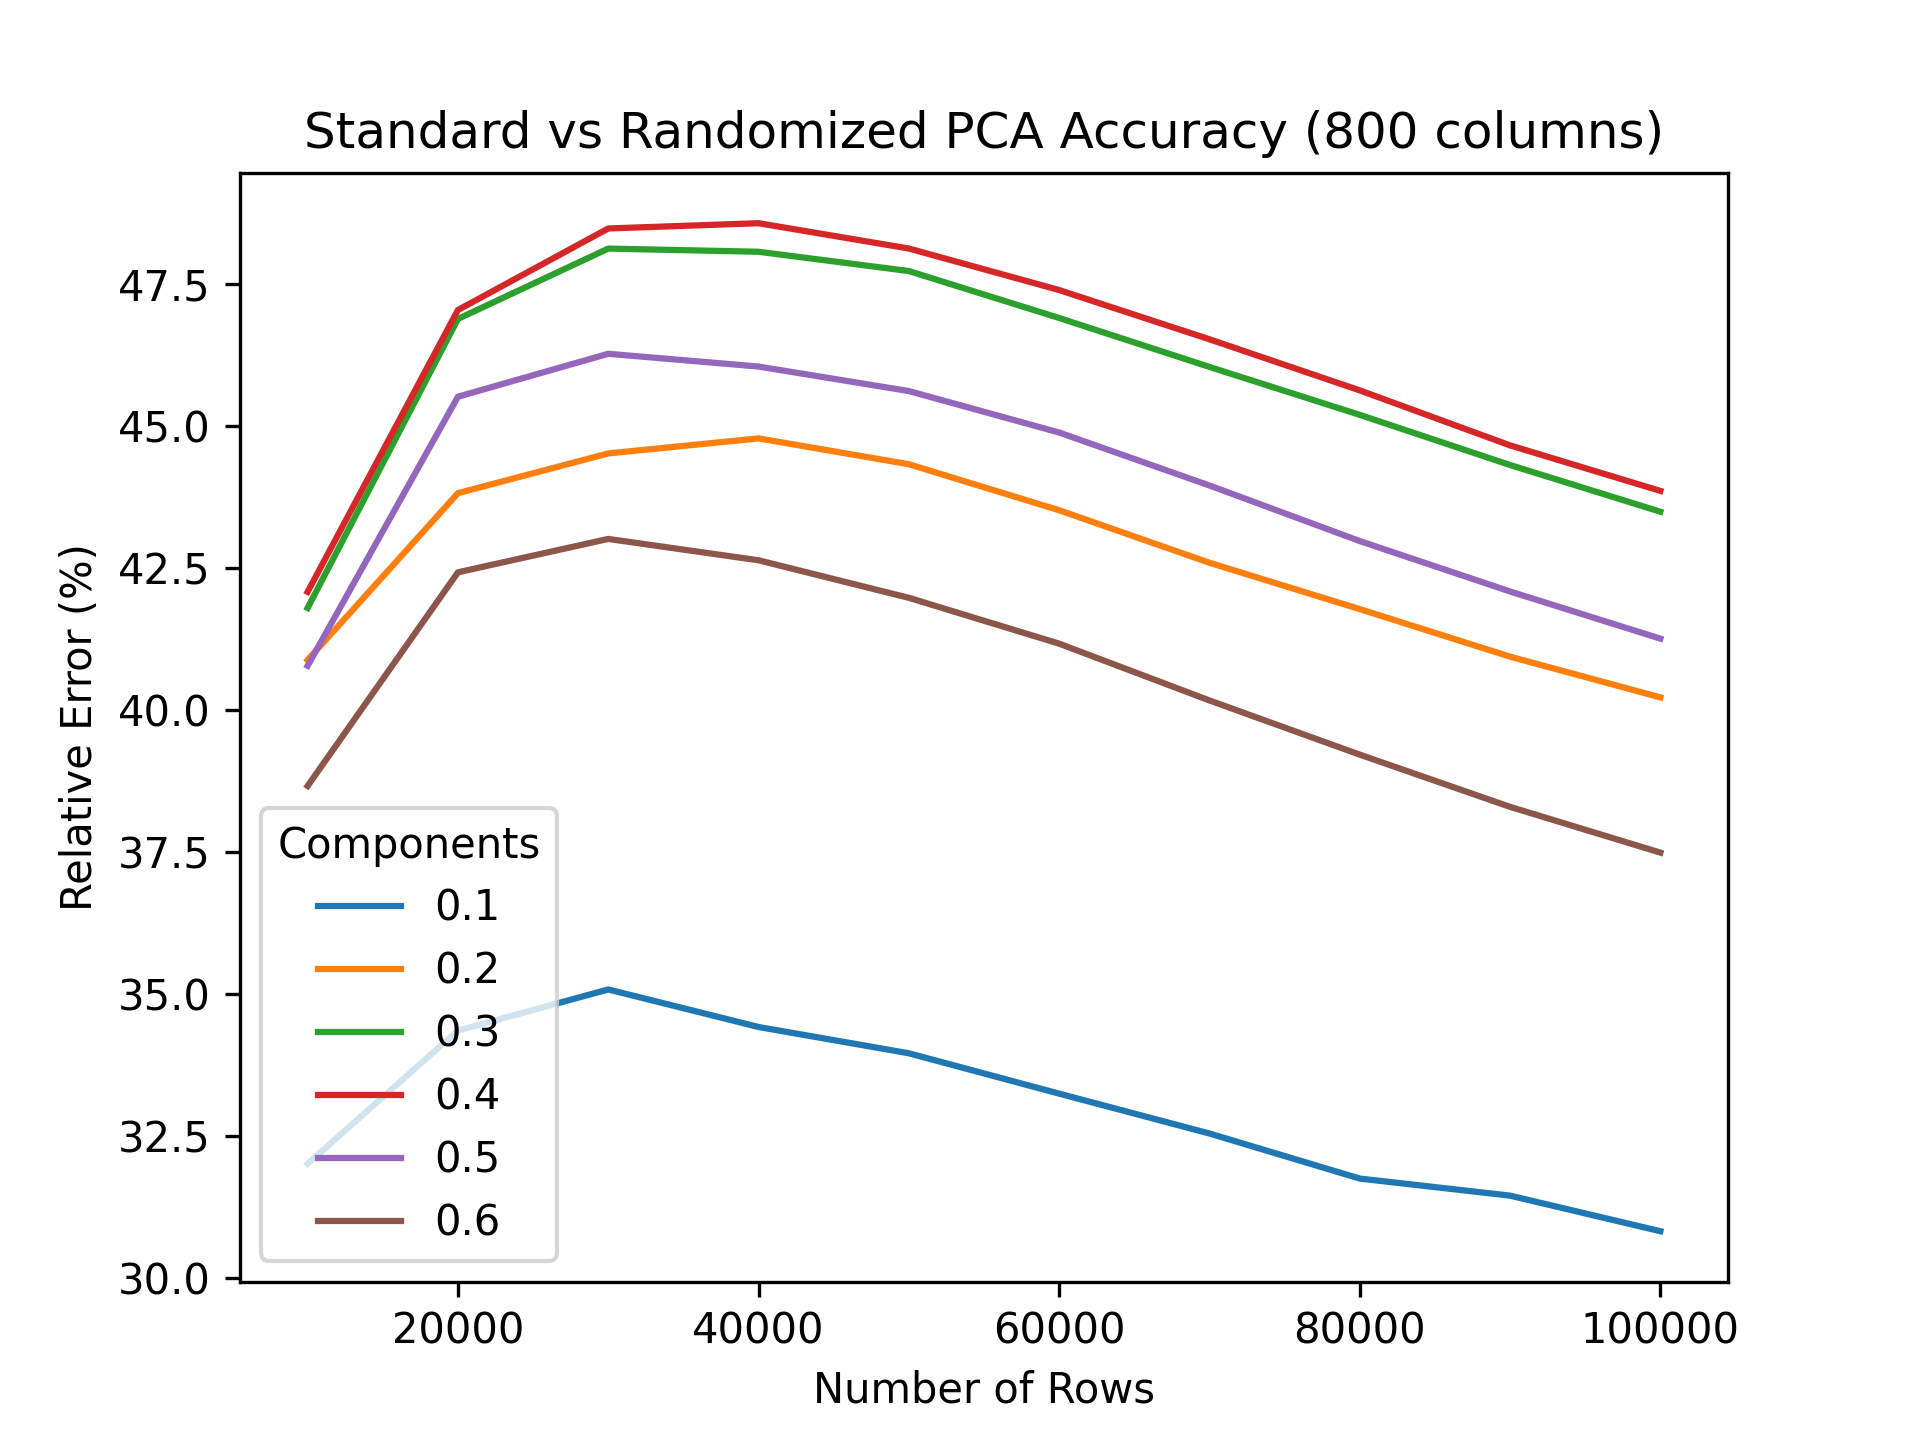 Standard vs Randomized PCA Accuracy (800 columns)
Relative Error (%)
47.5
45.0
42.5
40.0
37.5
35.0
32.5
30.0
Components
0.1
0.2
0.3
0.4
0.5
0.6
20000 40000 60000 80000 100000
Number of Rows